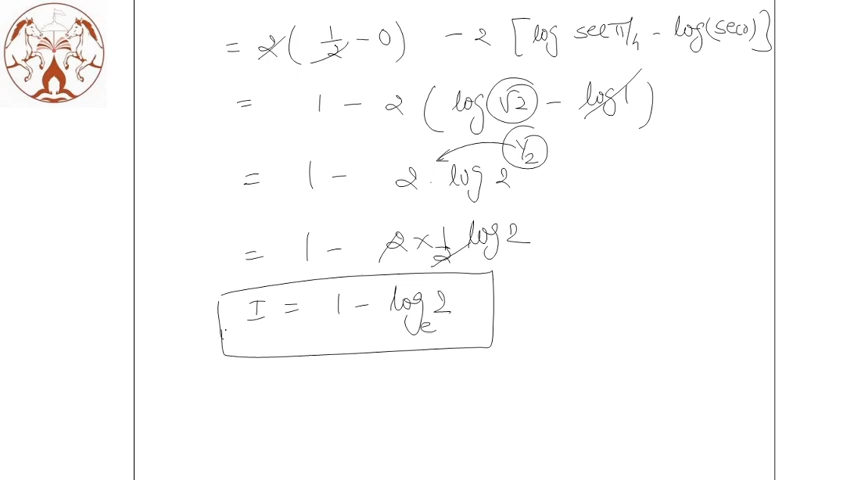 = 2( 1/2 - 0) - 2 [log sec π/4 - log(sec0)]
= 1 - 2 ( log √2 - log 1 )
= 1 - 2 . log 2^1/2
= 1 - 2 × 1/2 log 2
I = 1 - log_e 2